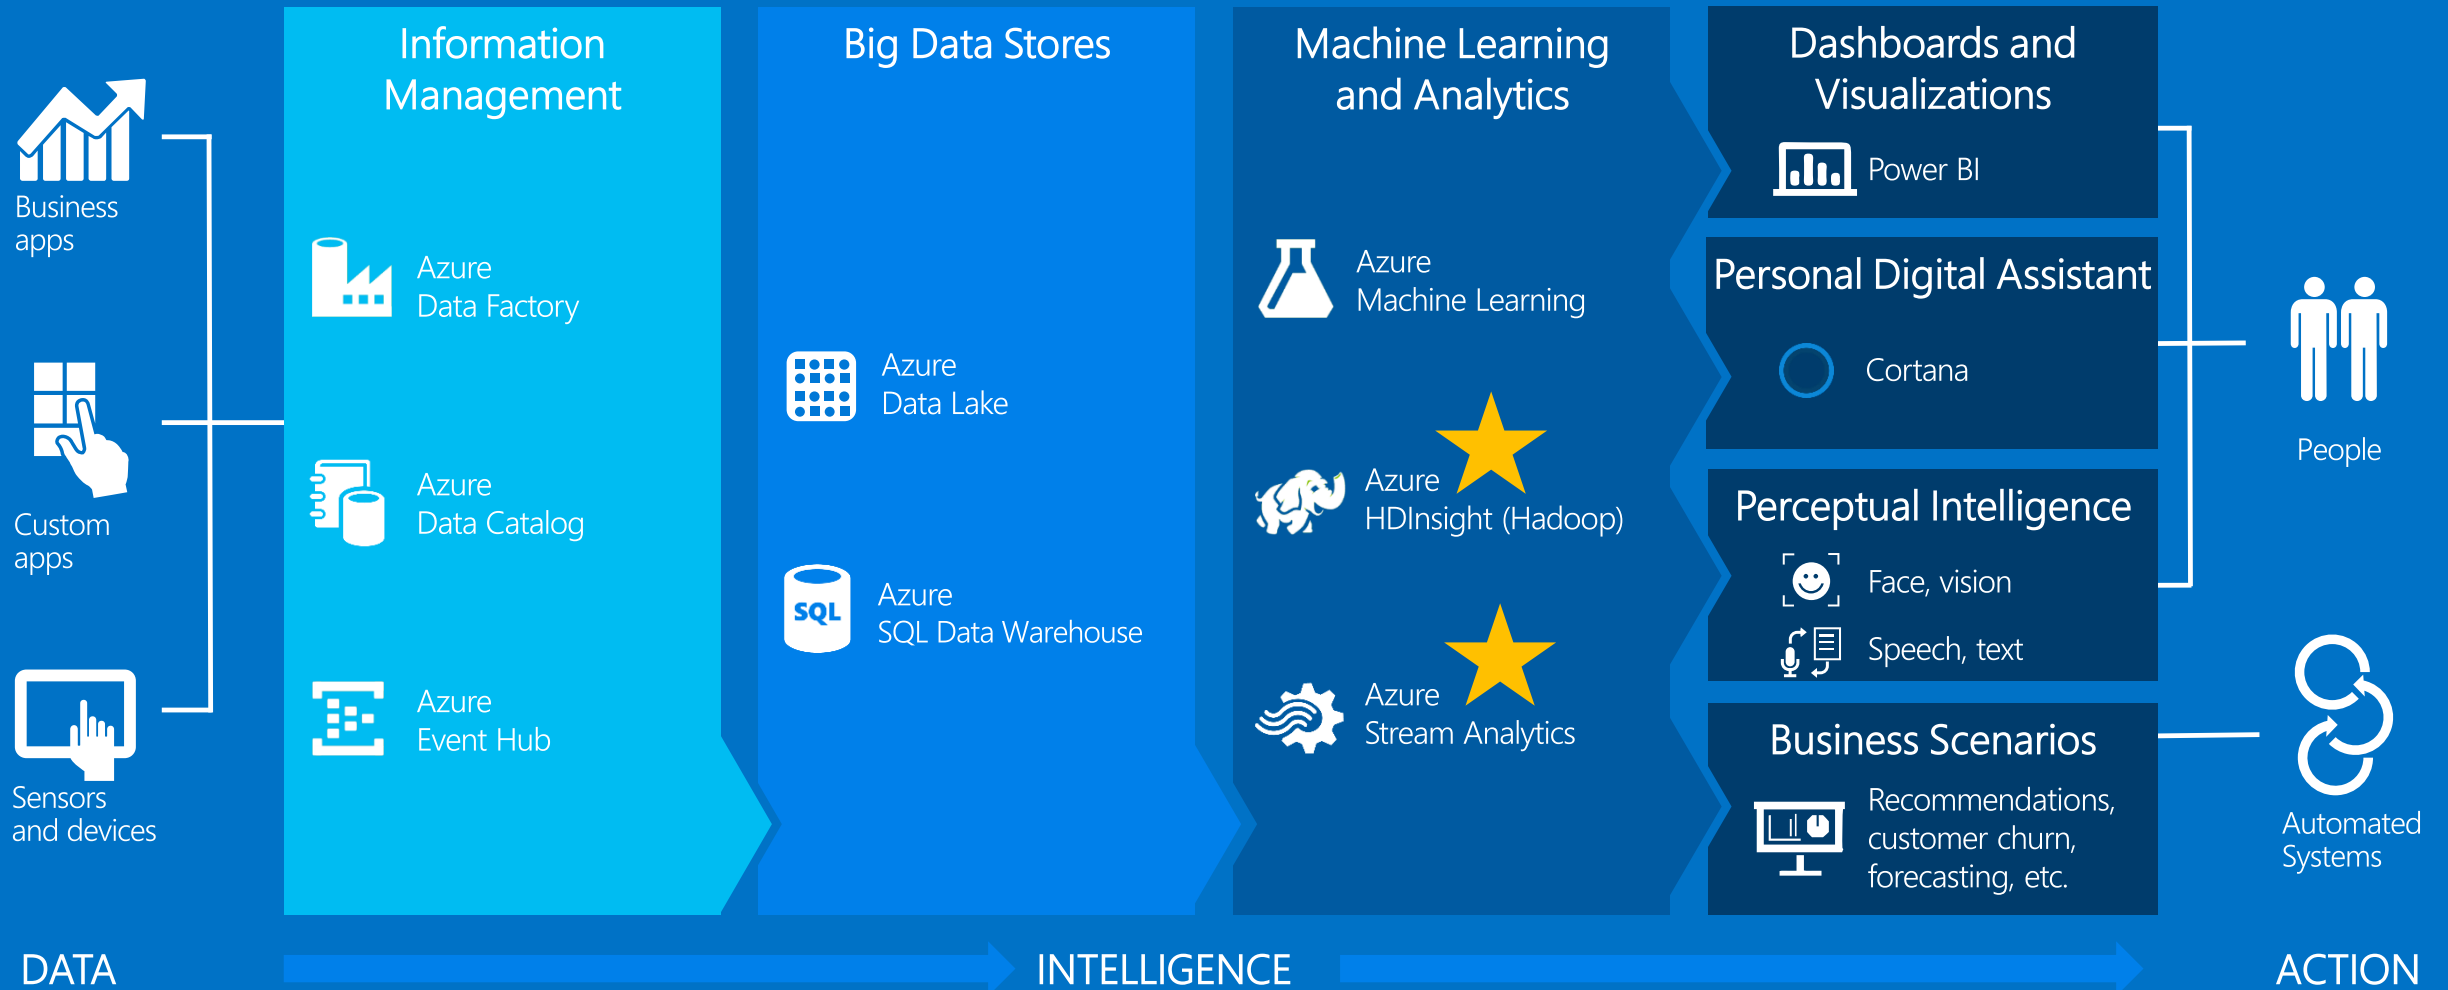 Business
apps
Custom
apps
Sensors
and devices
Information
Management
Azure
Data Factory
Azure
Data Catalog
Azure
Event Hub
Big Data Stores
Azure
Data Lake
SQL
Azure
SQL Data Warehouse
Machine Learning
and Analytics
Azure
Machine Learning
Azure
HDInsight (Hadoop)
Azure
Stream Analytics
Dashboards and
Visualizations
Power BI
Personal Digital Assistant
Cortana
Perceptual Intelligence
Face, vision
Speech, text
Business Scenarios
Recommendations,
customer churn,
forecasting, etc.
People
Automated
Systems
DATA
INTELLIGENCE
ACTION